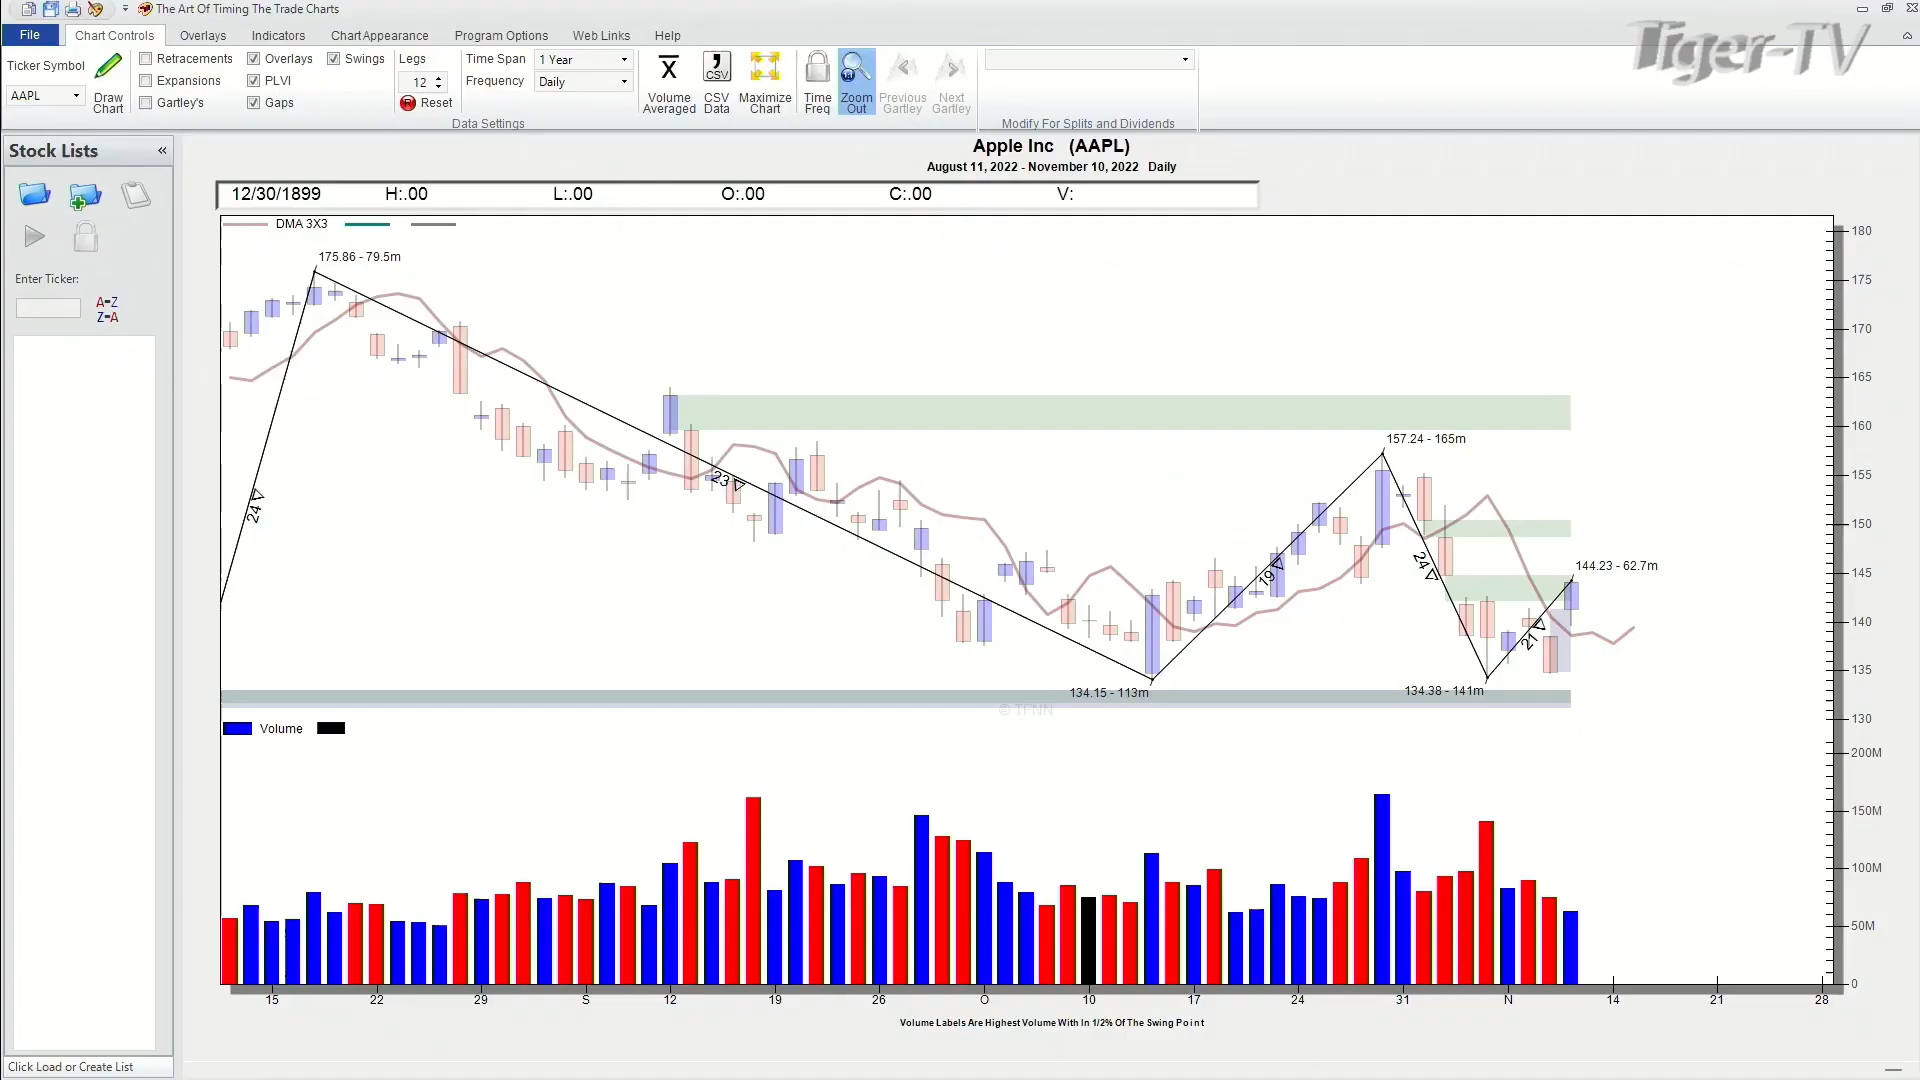 The Art Of Timing The Trade Charts
Tiger-TV
File Chart Controls Overlays Indicators Chart Appearance Program Options Web Links Help
Ticker Symbol
AAPL
Draw Chart
Retracements
Expansions
Gartley's
Overlays
PLVI
Gaps
Swings
Legs
12
Reset
Time Span 1 Year
Frequency Daily
Data Settings
Volume Averaged
CSV
CSV Data
Maximize Chart
Time Freq
Zoom Out
Previous Gartley
Next Gartley
Modify For Splits and Dividends
Stock Lists «
Enter Ticker:
A=Z
Z=A
Click Load or Create List
Apple Inc (AAPL)
August 11, 2022 - November 10, 2022 Daily
12/30/1899 H:.00 L:.00 O:.00 C:.00 V:
DMA 3X3
175.86 - 79.5m
157.24 - 165m
144.23 - 62.7m
134.15 - 113m
134.38 - 141m
24
23
19
24
21
© TFNN
180
175
170
165
160
155
150
145
140
135
130
Volume
200M
150M
100M
50M
0
15 22 29 S 12 19 26 O 10 17 24 31 N 14 21 28
Volume Labels Are Highest Volume With In 1/2% Of The Swing Point